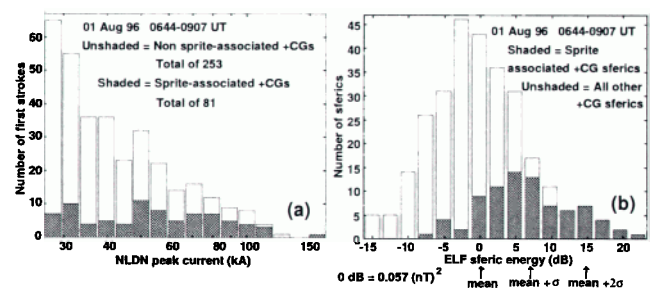 01 Aug 96 0644-0907 UT
Unshaded = Non sprite-associated +CGs
Total of 253
Shaded = Sprite-associated +CGs
Total of 81
Number of first strokes
60
50
40
30
20
10
0
(a)
30
40
60
80
100
150
NLDN peak current (kA)
01 Aug 96 0644-0907 UT
Shaded = Sprite
associated +CG sferics
Unshaded = All other
+CG sferics
Number of sferics
45
40
35
30
25
20
15
10
5
0
(b)
-15
-10
-5
0
5
10
15
20
ELF sferic energy (dB)
0 dB = 0.057 (nT)²
mean
mean +σ
mean +2σ